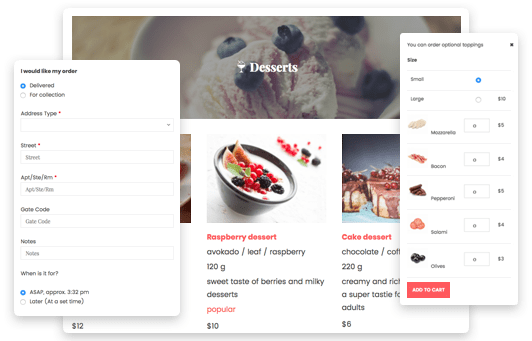 I would like my order
Delivered
For collection
Address Type *
Street *
Street
Apt/Ste/Rm *
Apt/Ste/Rm
Gate Code
Gate Code
Notes
Notes
When is it for?
ASAP, approx. 3:32 pm
Later (At a set time)
$12
Desserts
Raspberry dessert
avokado / leaf / raspberry
120 g
sweet taste of berries and milky
desserts
popular
$10
Cake dessert
chocolate / coff
220 g
creamy and rich
a super tastie fo
adults
$6
You can order optional toppings ×
Size
Small
Large $10
Mozzarella 0 $5
Bacon 0 $4
Pepperoni 0 $5
Salami 0 $4
Olives 0 $3
ADD TO CART